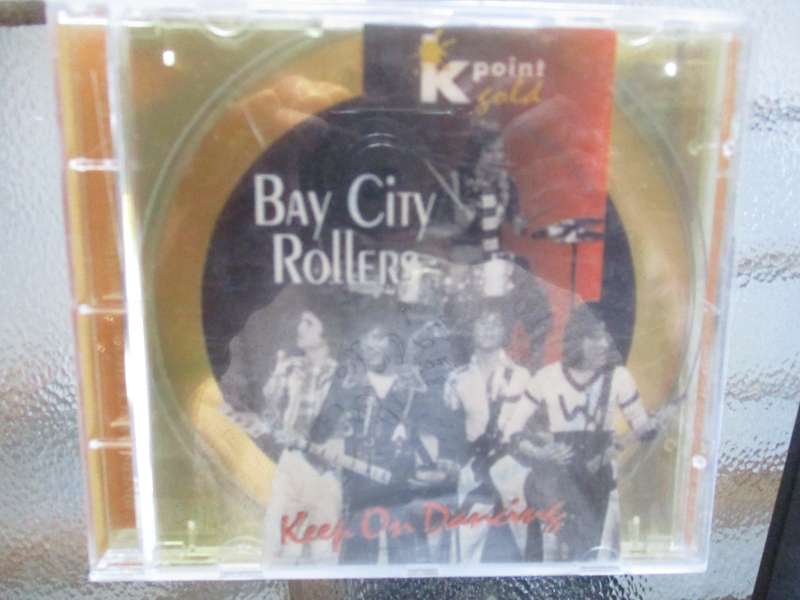 K point
gold
BAY CITY
ROLLERS
Keep On Dancing